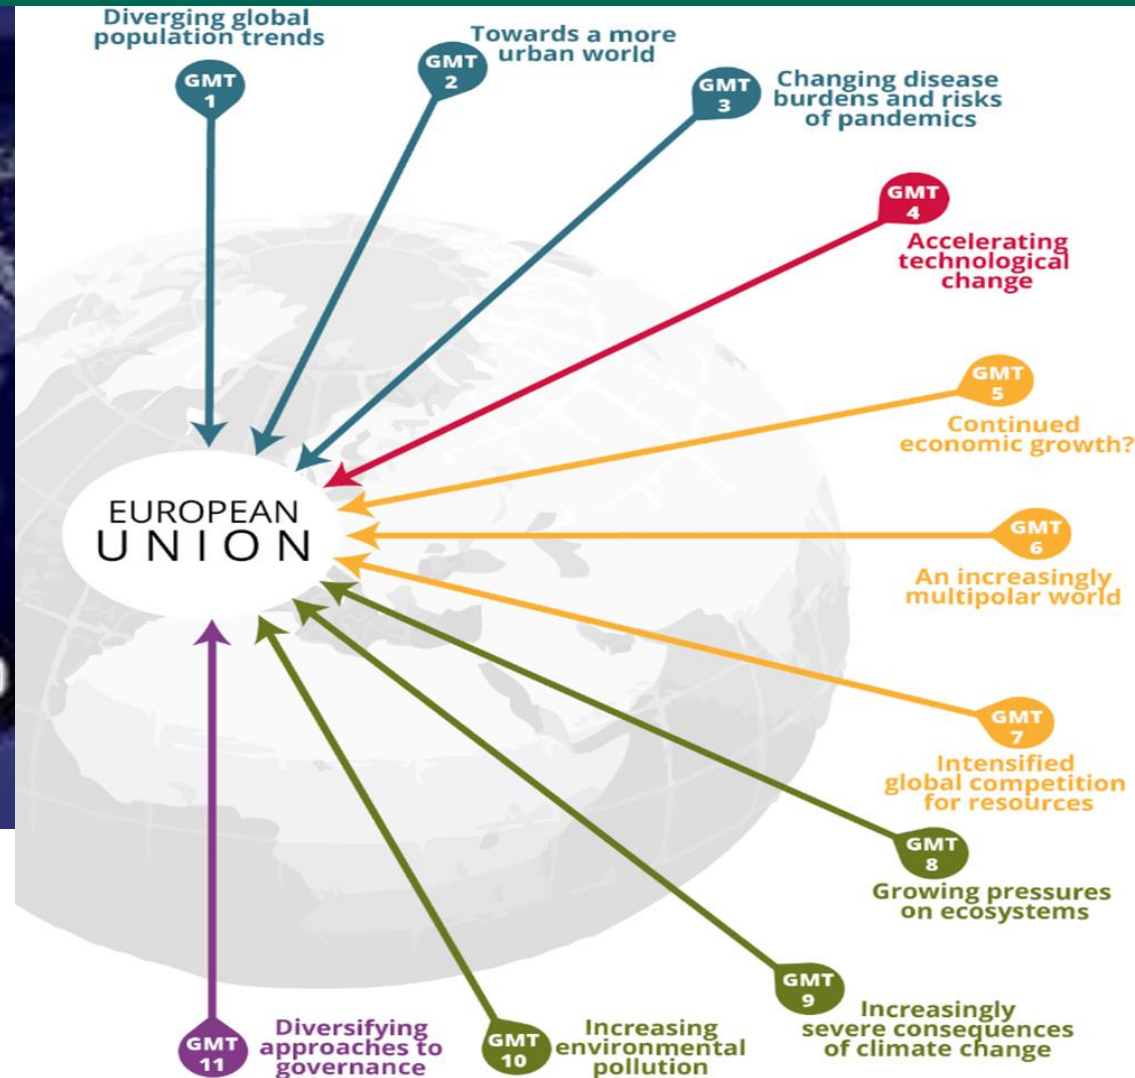 Diverging global
population trends
GMT
1
Towards a more
urban world
GMT
2
Changing disease
burdens and risks
of pandemics
GMT
3
GMT
4
Accelerating
technological
change
GMT
5
Continued
economic growth?
EUROPEAN
UNION
GMT
6
An increasingly
multipolar world
GMT
7
Intensified
global competition
for resources
GMT
8
Growing pressures
on ecosystems
GMT
9
Increasingly
severe consequences
of climate change
GMT
10
Increasing
environmental
pollution
GMT
11
Diversifying
approaches to
governance